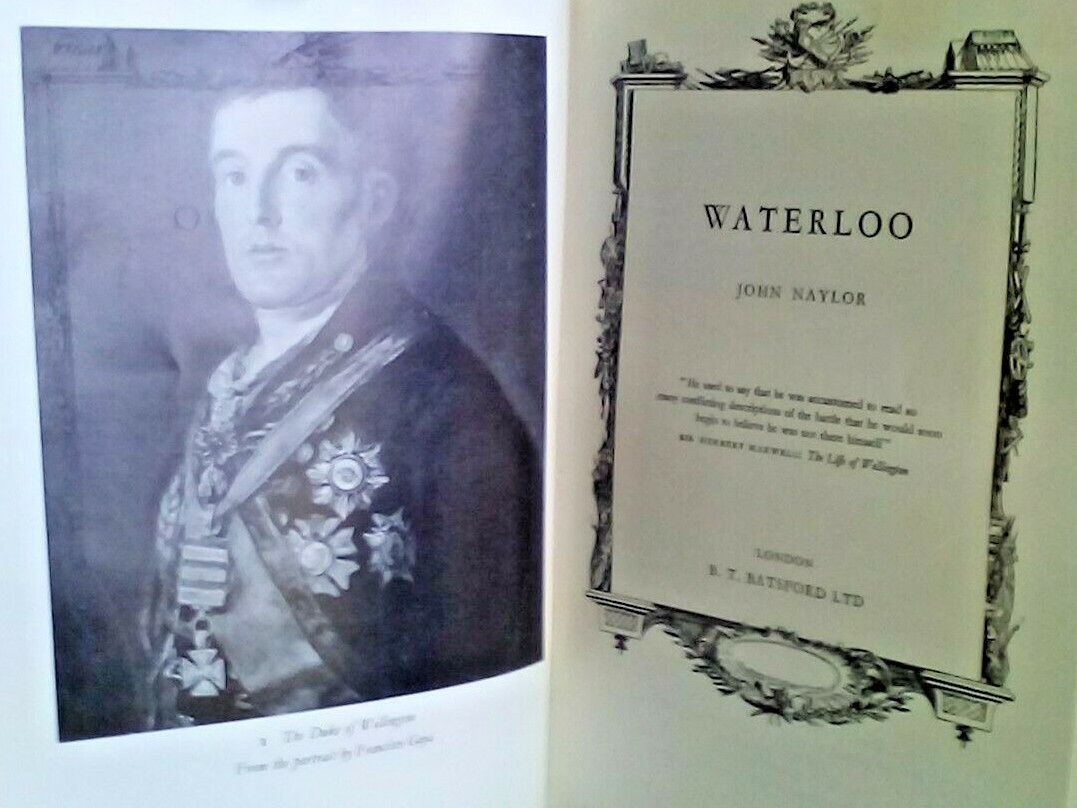 1 The Duke of Wellington
From the portrait by Francisco Goya
WATERLOO
JOHN NAYLOR
"He used to say that he was accustomed to read so
many conflicting descriptions of the battle that he would soon
begin to believe he was not there himself"
SIR HERBERT MAXWELL: The Life of Wellington
LONDON
B. T. BATSFORD LTD